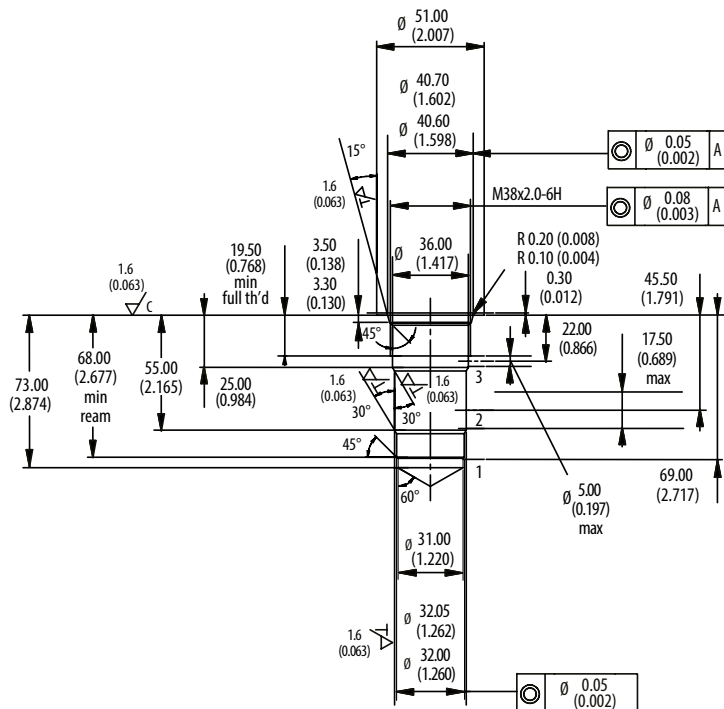 Ø 51.00
(2.007)
Ø 40.70
(1.602)
Ø 40.60
(1.598)
Ø 0.05
(0.002) A
15°
1.6
(0.063)
M38x2.0-6H
Ø 0.08
(0.003) A
19.50
(0.768)
min
full th'd
3.50
(0.138)
3.30
(0.130)
Ø 36.00
(1.417)
R 0.20 (0.008)
R 0.10 (0.004)
0.30
(0.012)
45.50
(1.791)
1.6
(0.063)
C
45°
22.00
(0.866)
17.50
(0.689)
max
73.00
(2.874)
68.00
(2.677)
min
ream
55.00
(2.165)
25.00
(0.984)
1.6
(0.063)
1.6
(0.063)
3
30°
30°
2
45°
1
60°
Ø 5.00
(0.197)
max
69.00
(2.717)
Ø 31.00
(1.220)
1.6
(0.063)
Ø 32.05
(1.262)
Ø 32.00
(1.260)
Ø 0.05
(0.002)